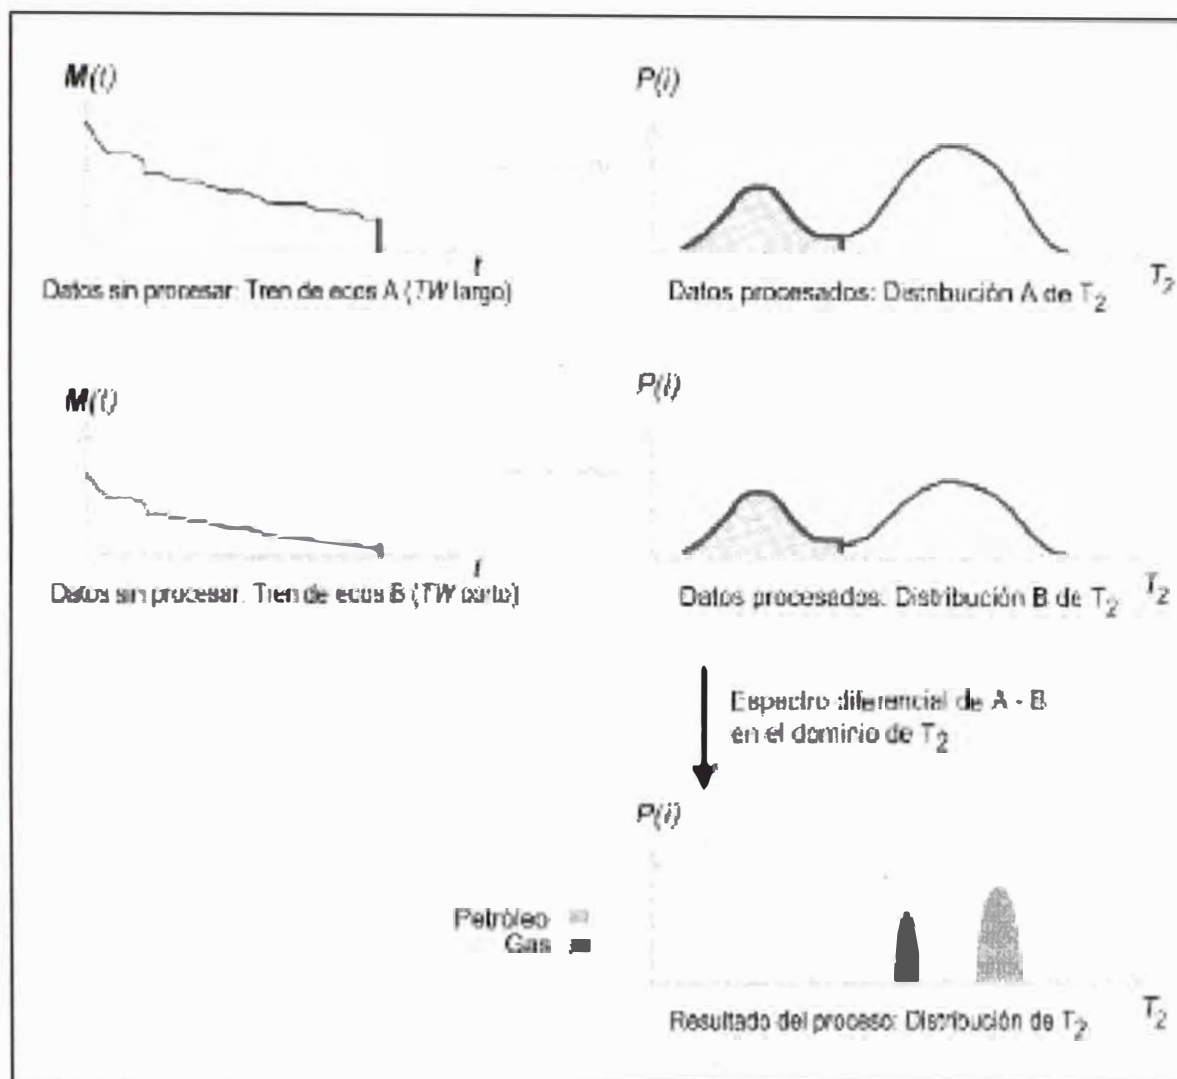 M(t)
P(i)
t
T2
Datos sin procesar: Tren de ecos A (TW largo)
Datos procesados: Distribución A de T2
M(t)
P(i)
t
T2
Datos sin procesar: Tren de ecos B (TW corto)
Datos procesados: Distribución B de T2
Espectro diferencial de A - B
en el dominio de T2
P(i)
Petróleo
Gas
T2
Resultado del proceso: Distribución de T2